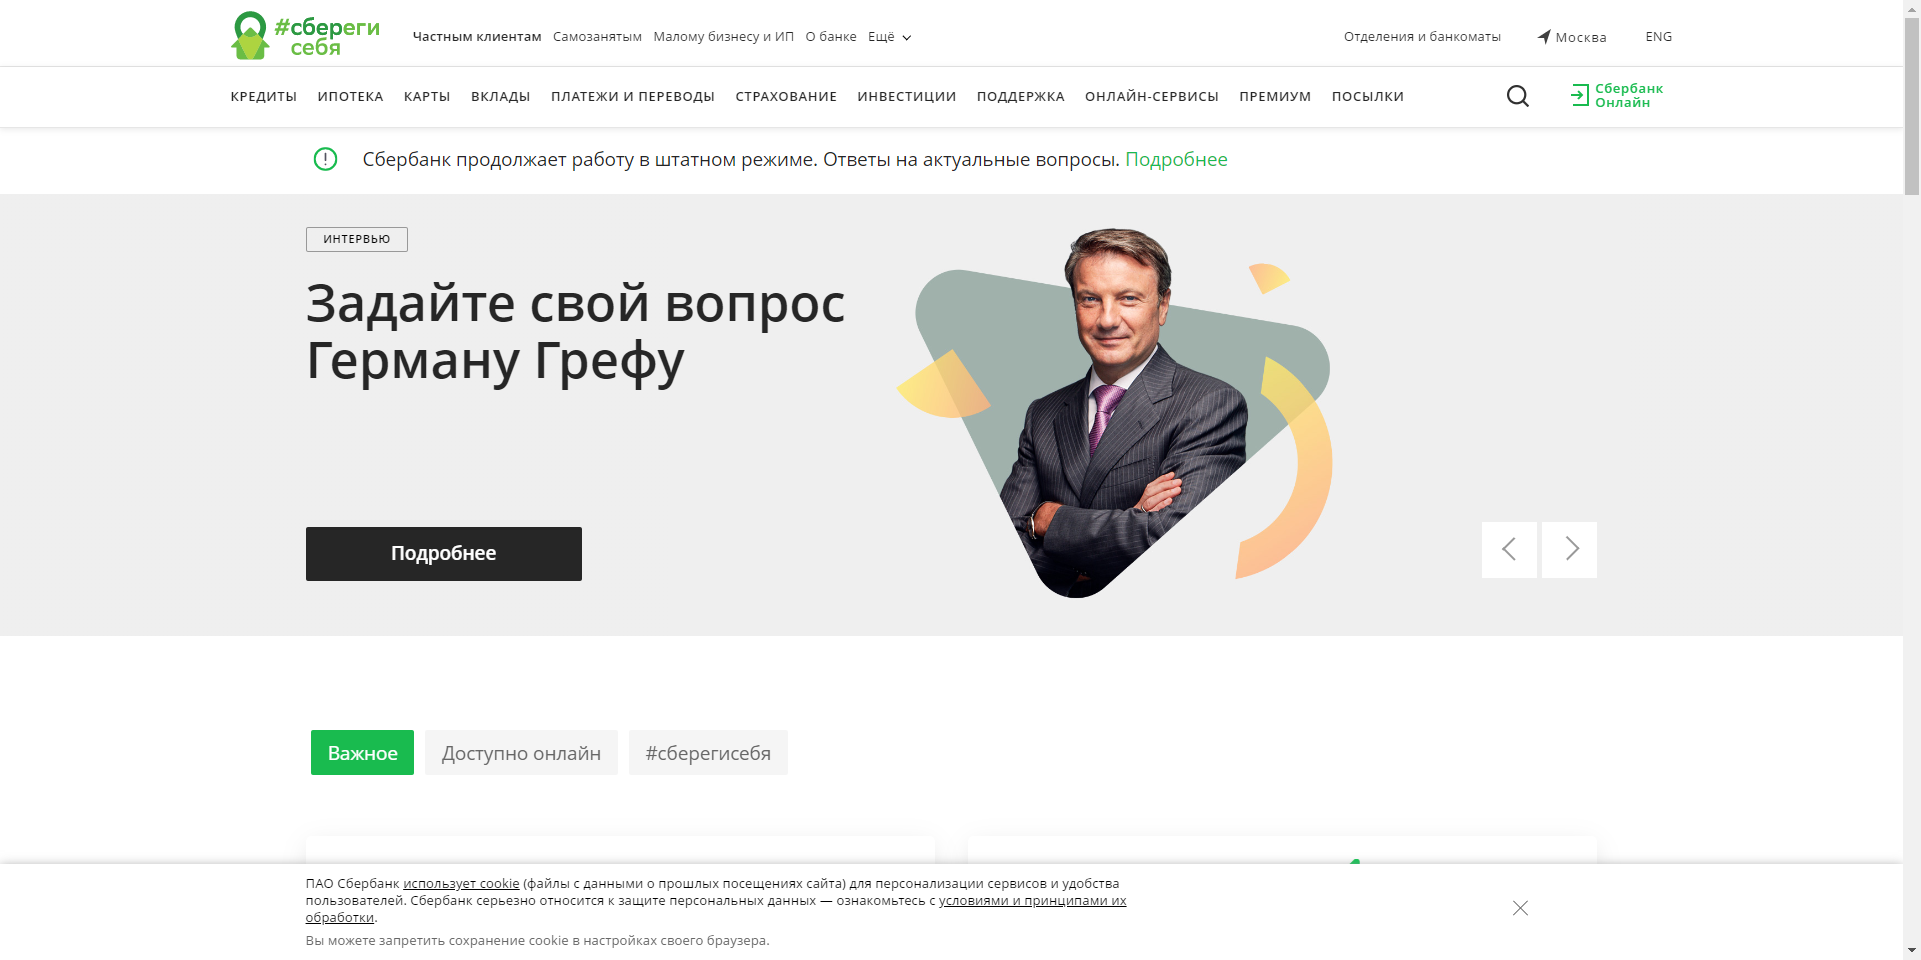 #сбереги
себя
Частным клиентам Самозанятым Малому бизнесу и ИП О банке Ещё
Отделения и банкоматы Москва ENG
КРЕДИТЫ ИПОТЕКА КАРТЫ ВКЛАДЫ ПЛАТЕЖИ И ПЕРЕВОДЫ СТРАХОВАНИЕ ИНВЕСТИЦИИ ПОДДЕРЖКА ОНЛАЙН-СЕРВИСЫ ПРЕМИУМ ПОСЫЛКИ
Сбербанк
Онлайн
Сбербанк продолжает работу в штатном режиме. Ответы на актуальные вопросы. Подробнее
ИНТЕРВЬЮ
Задайте свой вопрос
Герману Грефу
Подробнее
Важное Доступно онлайн #сберегисебя
ПАО Сбербанк использует cookie (файлы с данными о прошлых посещениях сайта) для персонализации сервисов и удобства
пользователей. Сбербанк серьезно относится к защите персональных данных — ознакомьтесь с условиями и принципами их
обработки.
Вы можете запретить сохранение cookie в настройках своего браузера.